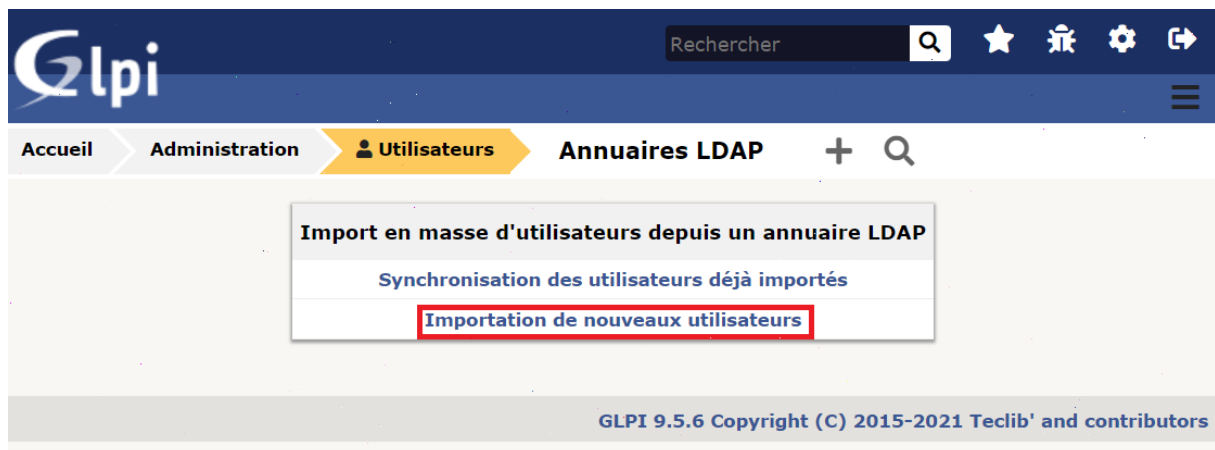 Glpi
Rechercher
Accueil Administration Utilisateurs Annuaires LDAP
Import en masse d'utilisateurs depuis un annuaire LDAP
Synchronisation des utilisateurs déjà importés
Importation de nouveaux utilisateurs
GLPI 9.5.6 Copyright (C) 2015-2021 Teclib' and contributors